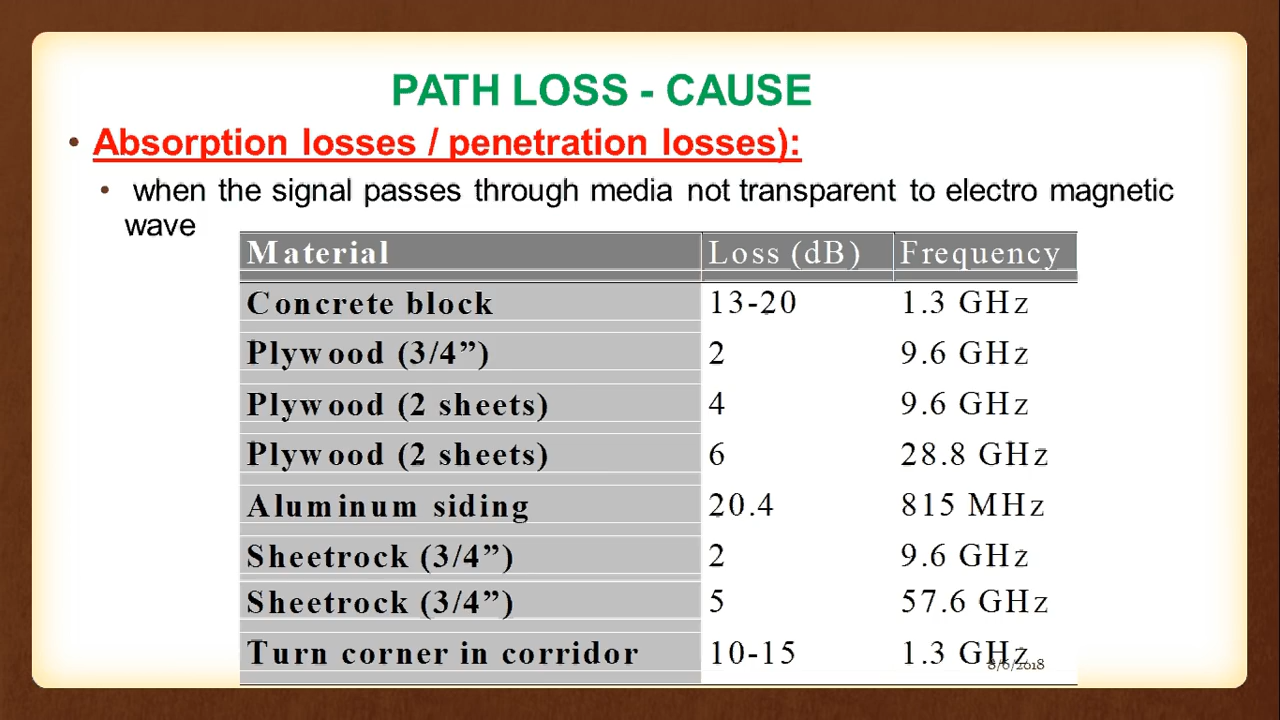 PATH LOSS - CAUSE
• Absorption losses / penetration losses):
• when the signal passes through media not transparent to electro magnetic
wave
Material Loss (dB) Frequency
Concrete block 13-20 1.3 GHz
Plywood (3/4”) 2 9.6 GHz
Plywood (2 sheets) 4 9.6 GHz
Plywood (2 sheets) 6 28.8 GHz
Aluminum siding 20.4 815 MHz
Sheetrock (3/4”) 2 9.6 GHz
Sheetrock (3/4”) 5 57.6 GHz
Turn corner in corridor 10-15 1.3 GHz
8/6/2018